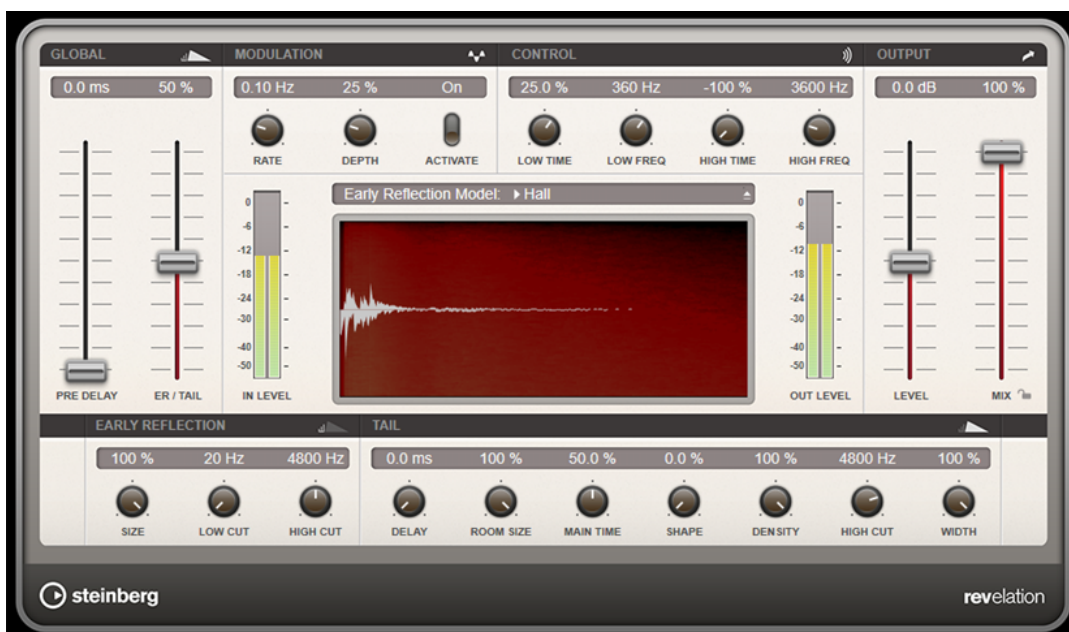 GLOBAL MODULATION CONTROL OUTPUT
0.0 ms 50 % 0.10 Hz 25 % On 25.0 % 360 Hz -100 % 3600 Hz 0.0 dB 100 %
RATE DEPTH ACTIVATE LOW TIME LOW FREQ HIGH TIME HIGH FREQ
Early Reflection Model: Hall
0 0
-6 -6
-12 -12
-18 -18
-24 -24
-30 -30
-40 -40
-50 -50
PRE DELAY ER / TAIL IN LEVEL OUT LEVEL LEVEL MIX
EARLY REFLECTION TAIL
100 % 20 Hz 4800 Hz 0.0 ms 100 % 50.0 % 0.0 % 100 % 4800 Hz 100 %
SIZE LOW CUT HIGH CUT DELAY ROOM SIZE MAIN TIME SHAPE DENSITY HIGH CUT WIDTH
steinberg revelation